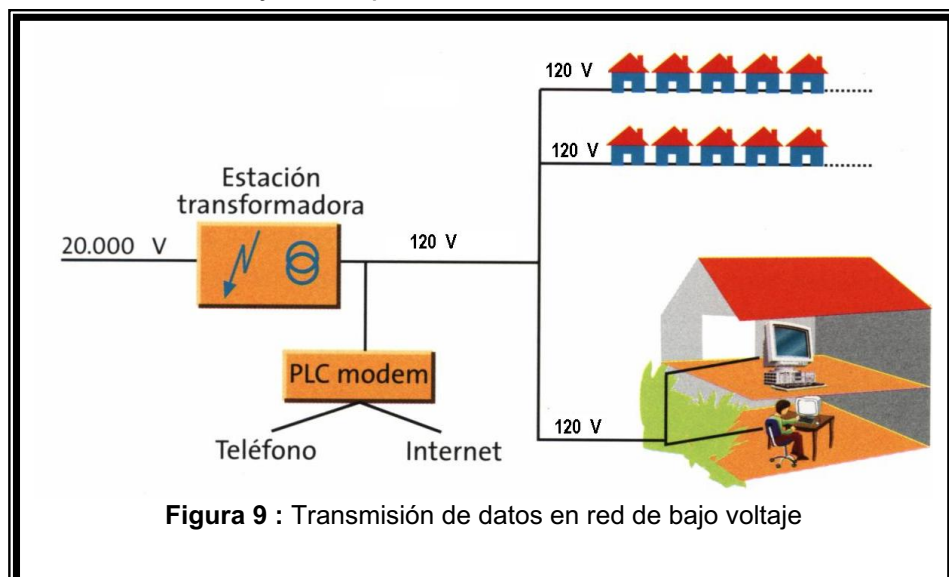 120 V
120 V
Estación
transformadora
20.000 V
120 V
PLC modem
Teléfono
Internet
120 V
Figura 9 : Transmisión de datos en red de bajo voltaje